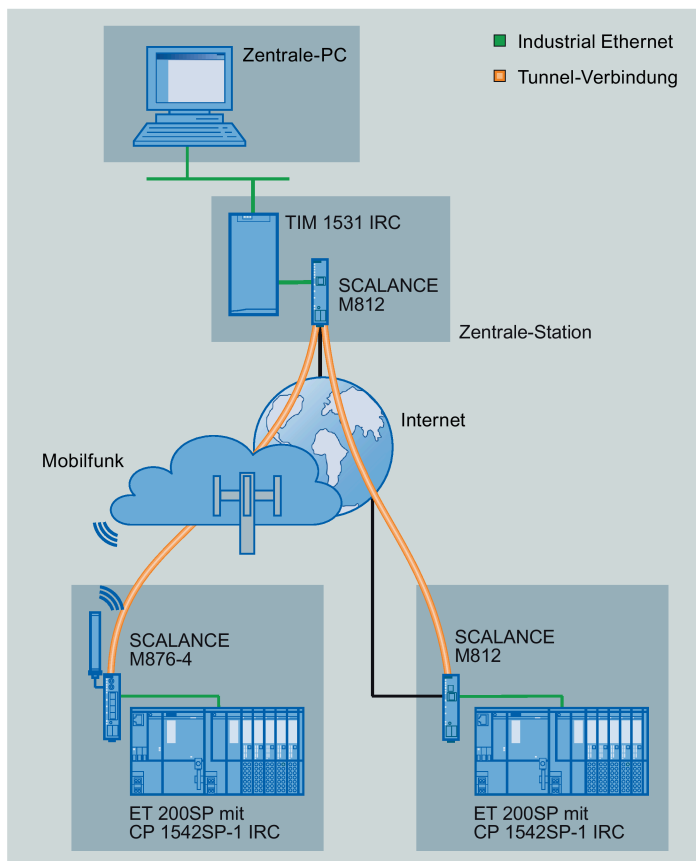 Zentrale-PC
Industrial Ethernet
Tunnel-Verbindung
TIM 1531 IRC
SCALANCE
M812
Zentrale-Station
Internet
Mobilfunk
SCALANCE
M876-4
SCALANCE
M812
ET 200SP mit
CP 1542SP-1 IRC
ET 200SP mit
CP 1542SP-1 IRC